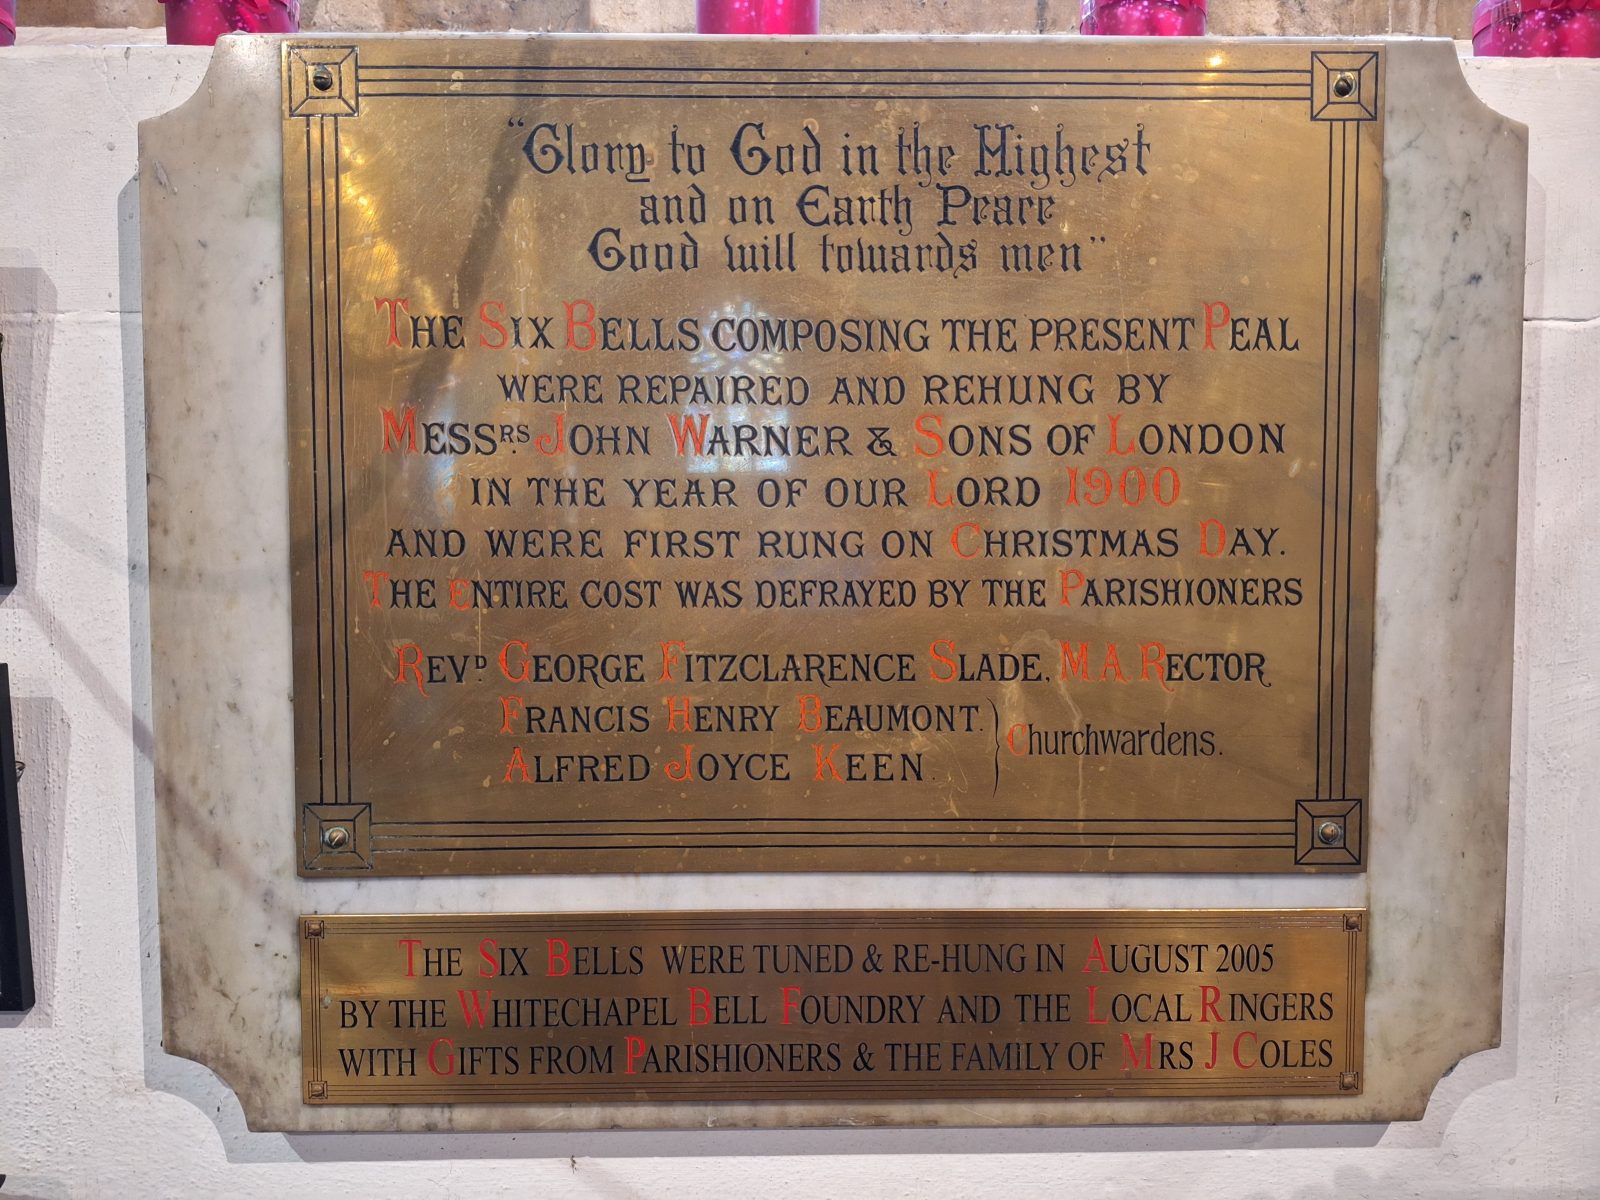 “Glory to God in the Highest
and on Earth Peace
Good will towards men”
The Six Bells composing the present Peal
were repaired and rehung by
Messrs. John Warner & Sons of London
in the year of our Lord 1900
and were first rung on Christmas Day.
The Entire cost was defrayed by the Parishioners
Revd. George Fitzclarence Slade, M.A. Rector
Francis Henry Beaumont.
Alfred Joyce Keen.
Churchwardens.
The Six Bells were tuned & re-hung in August 2005
by the Whitechapel Bell Foundry and the Local Ringers
with Gifts from Parishioners & the family of Mrs J Coles